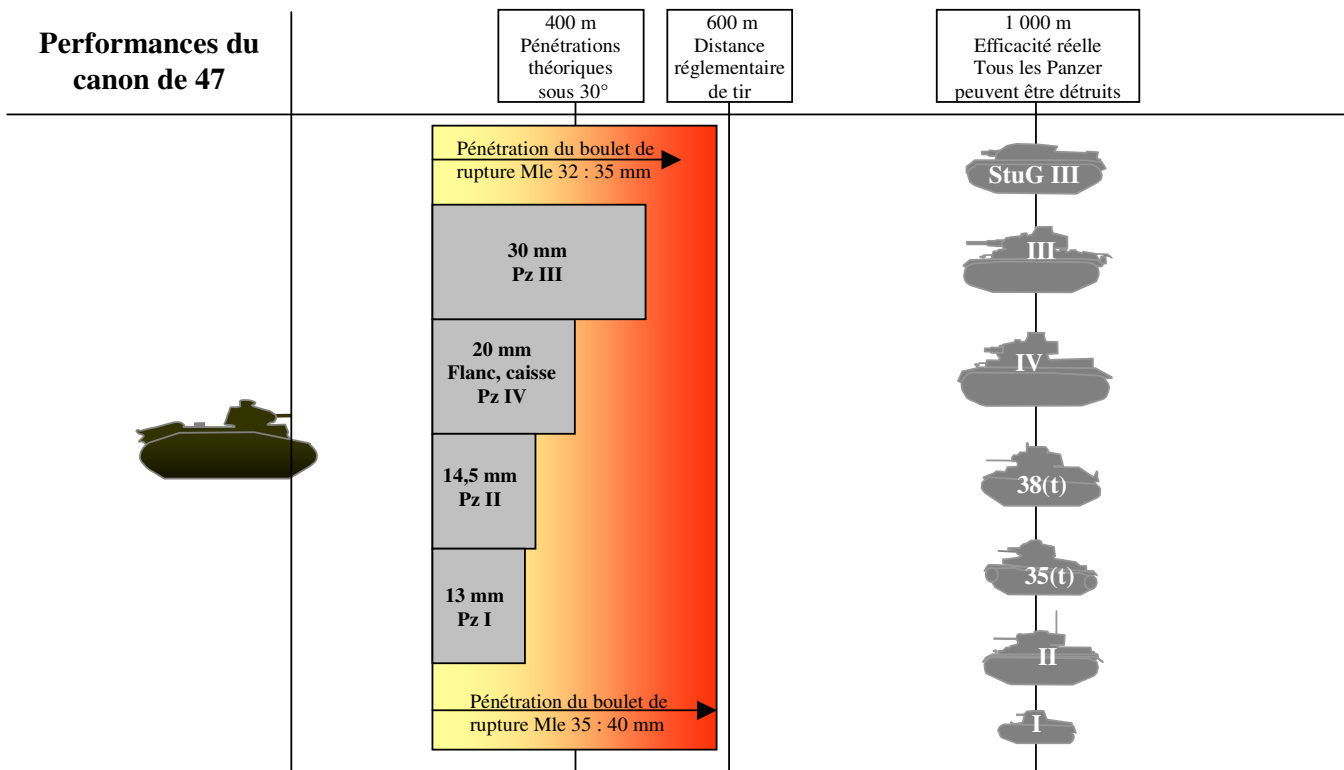 Performances du
canon de 47
400 m
Pénétrations
théoriques
sous 30°
600 m
Distance
réglementaire
de tir
1 000 m
Efficacité réelle
Tous les Panzer
peuvent être détruits
Pénétration du boulet de
rupture Mle 32 : 35 mm
30 mm
Pz III
20 mm
Flanc, caisse
Pz IV
14,5 mm
Pz II
13 mm
Pz I
Pénétration du boulet de
rupture Mle 35 : 40 mm
StuG III
III
IV
38(t)
35(t)
II
I